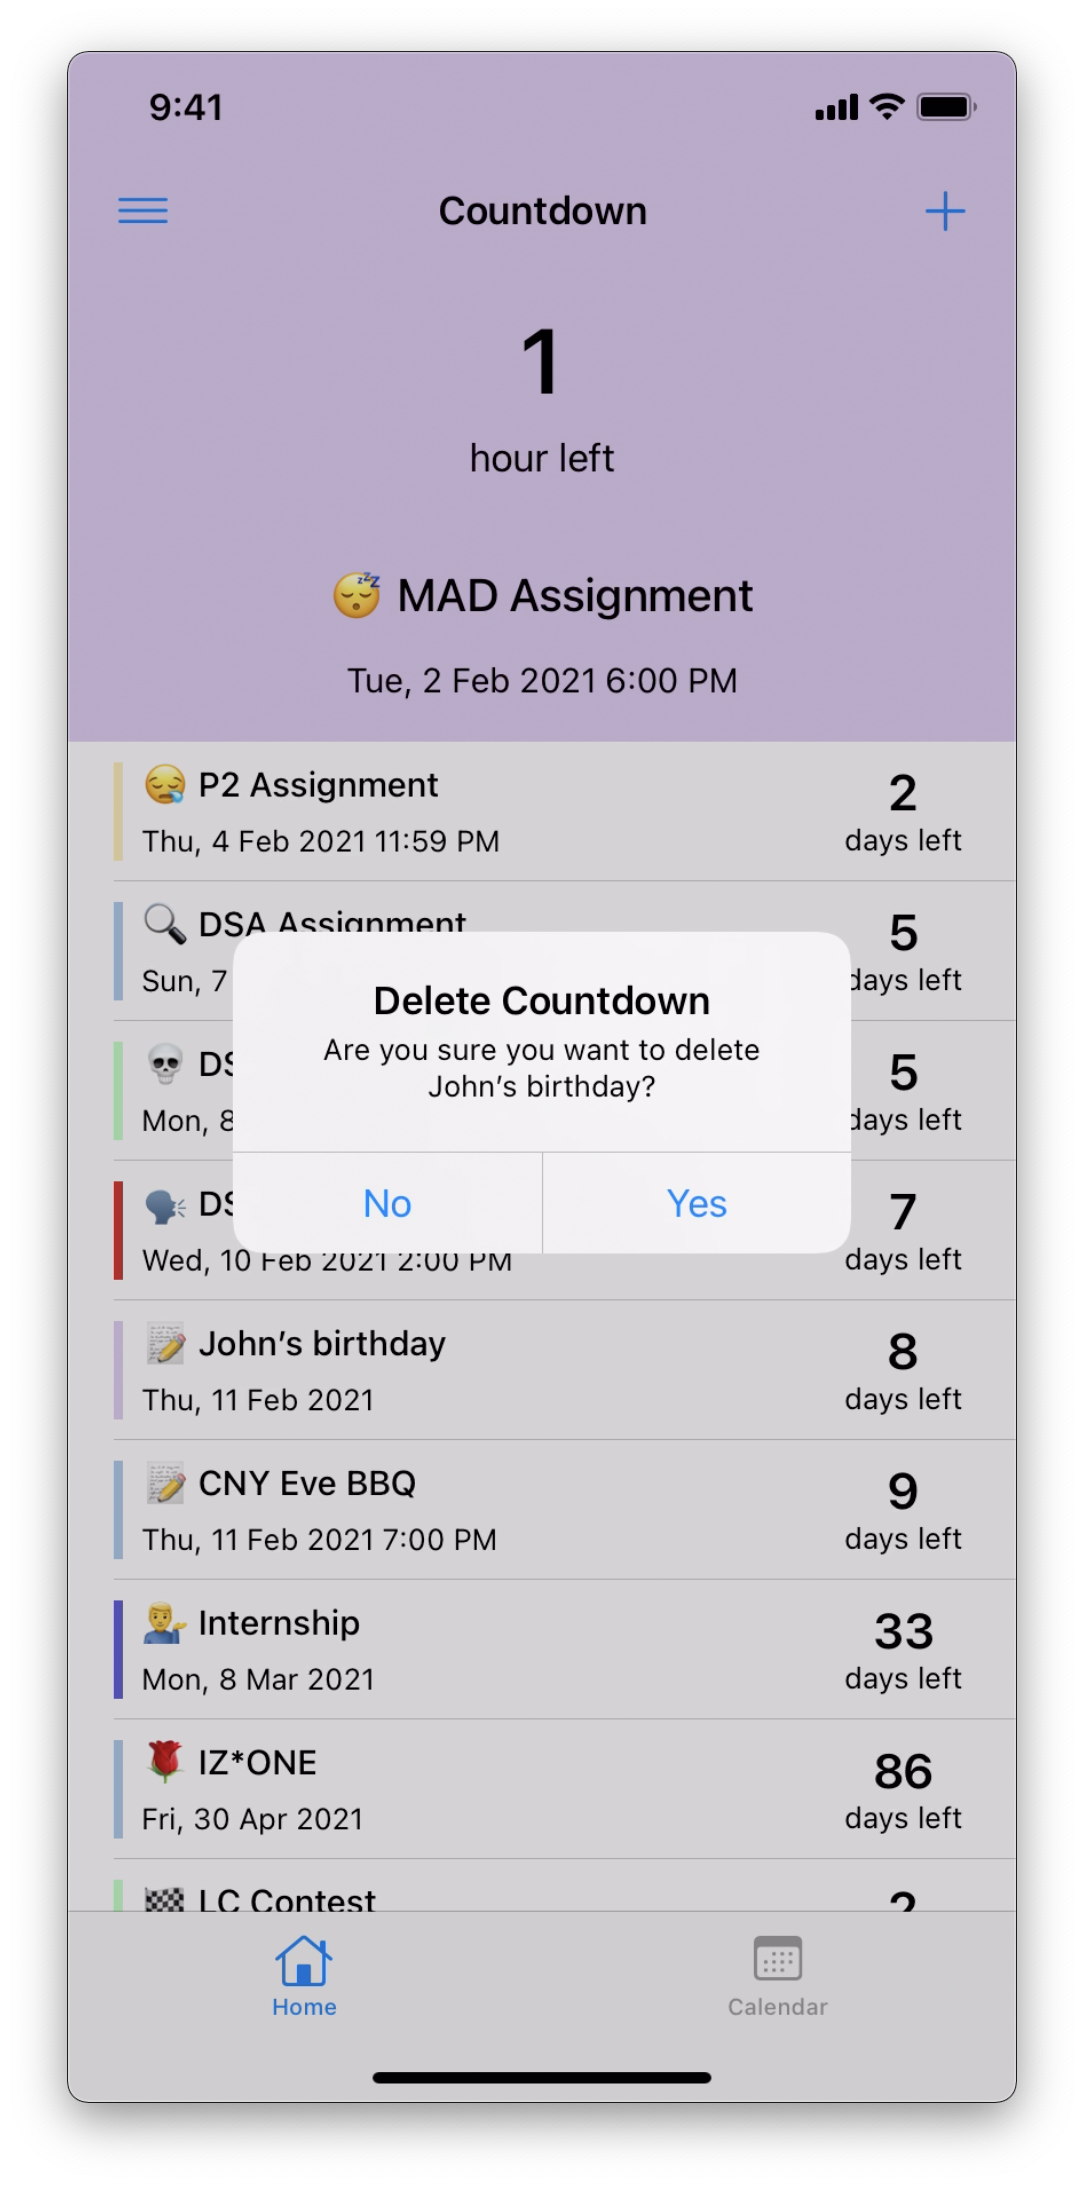 9:41
Countdown
1
hour left
😴 MAD Assignment
Tue, 2 Feb 2021 6:00 PM
😪 P2 Assignment
2
Thu, 4 Feb 2021 11:59 PM
days left
🔍 DSA Assignment
5
Sun, 7
days left
Delete Countdown
Are you sure you want to delete
John's birthday?
No
Yes
5
Mon, 8
days left
7
Wed, 10 Feb 2021 2:00 PM
days left
📝 John's birthday
8
Thu, 11 Feb 2021
days left
📝 CNY Eve BBQ
9
Thu, 11 Feb 2021 7:00 PM
days left
💁‍♂️ Internship
33
Mon, 8 Mar 2021
days left
🌹 IZ*ONE
86
Fri, 30 Apr 2021
days left
🏁 LC Contest
2
Home
Calendar